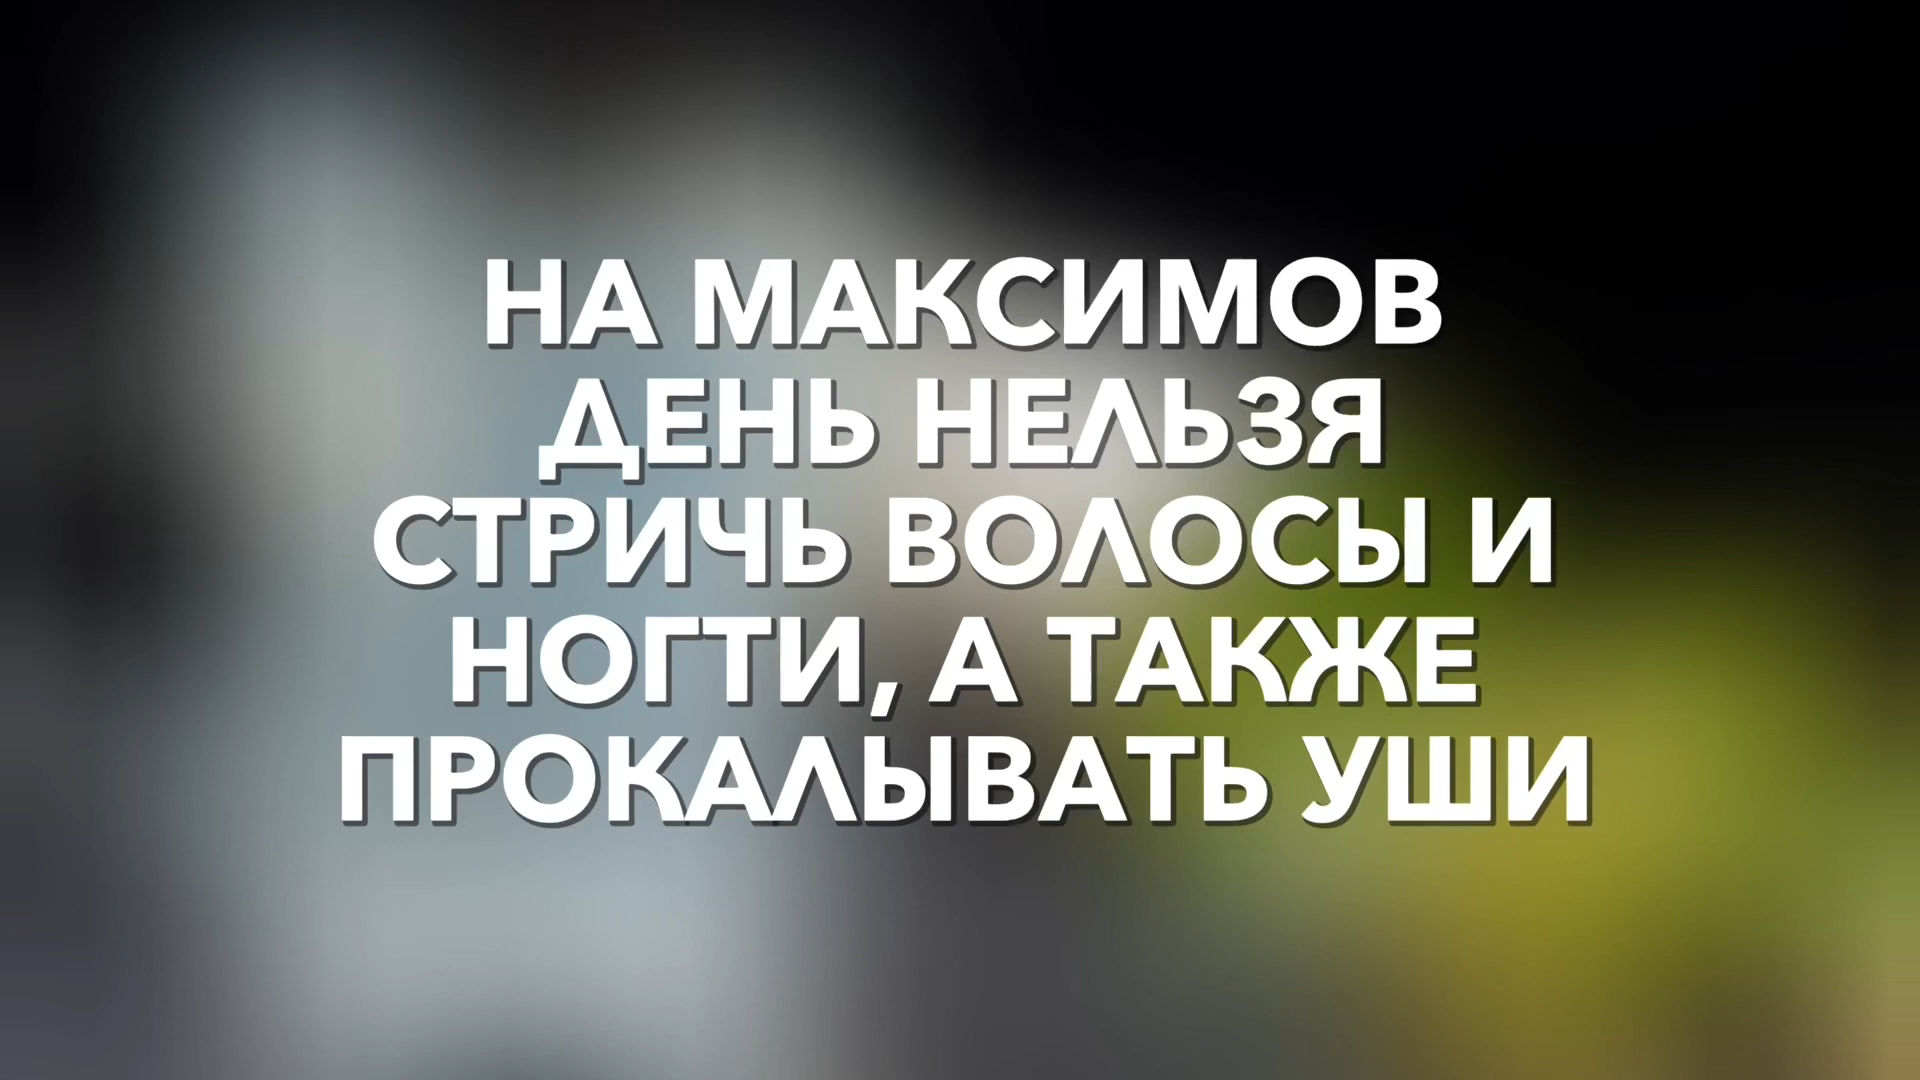 НА МАКСИМОВ
ДЕНЬ НЕЛЬЗЯ
СТРИЧЬ ВОЛОСЫ И
НОГТИ, А ТАКЖЕ
ПРОКАЛЫВАТЬ УШИ